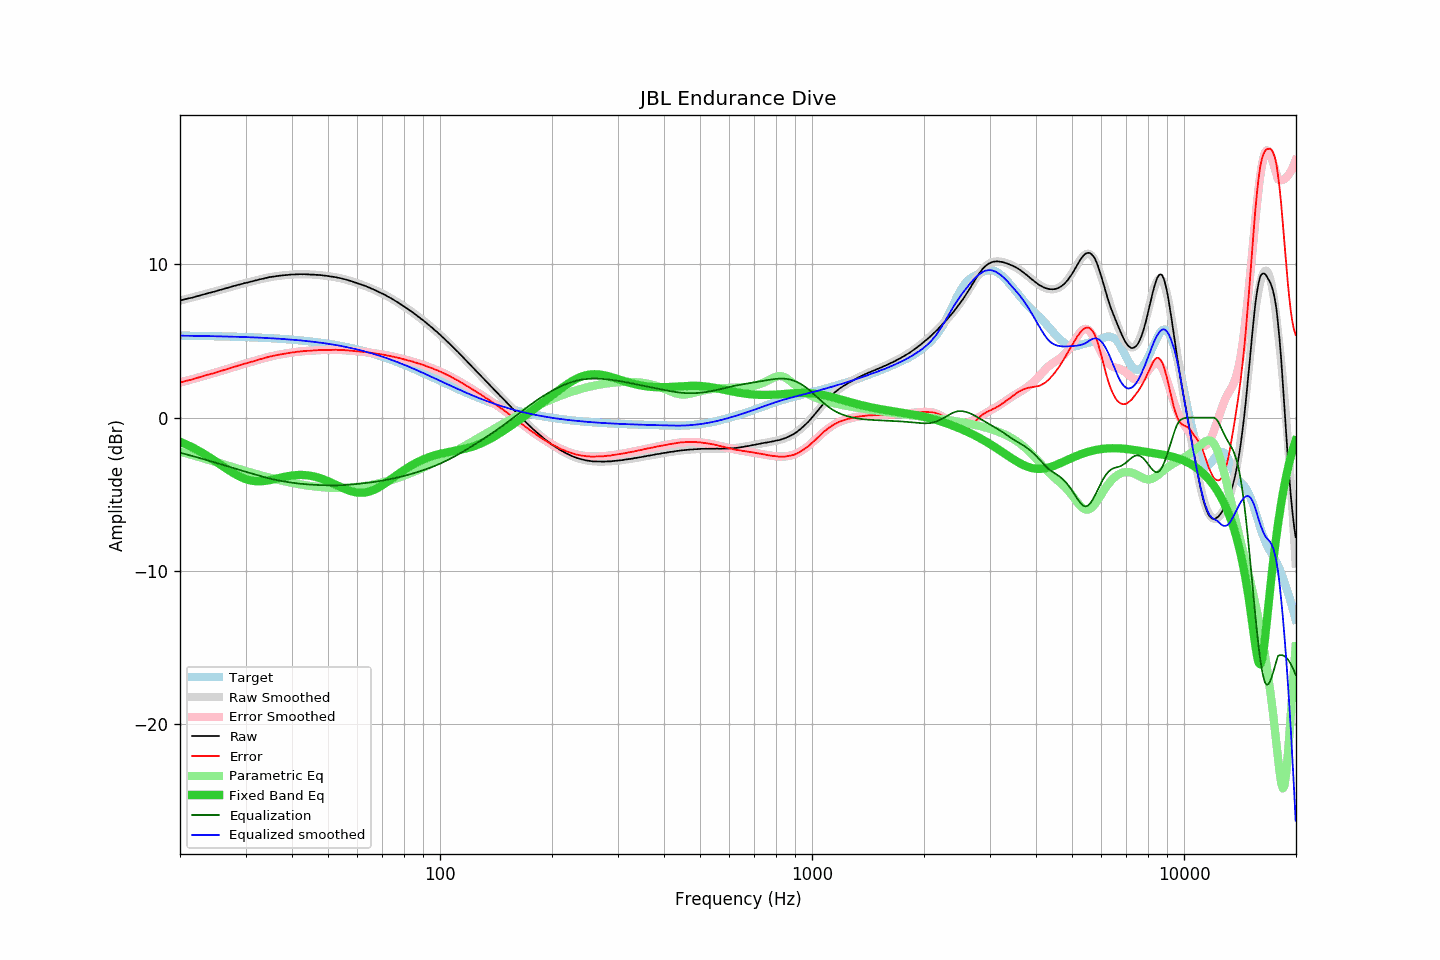 JBL Endurance Dive
10
0
−10
−20
Amplitude (dBr)
Target
Raw Smoothed
Error Smoothed
Raw
Error
Parametric Eq
Fixed Band Eq
Equalization
Equalized smoothed
100
1000
10000
Frequency (Hz)